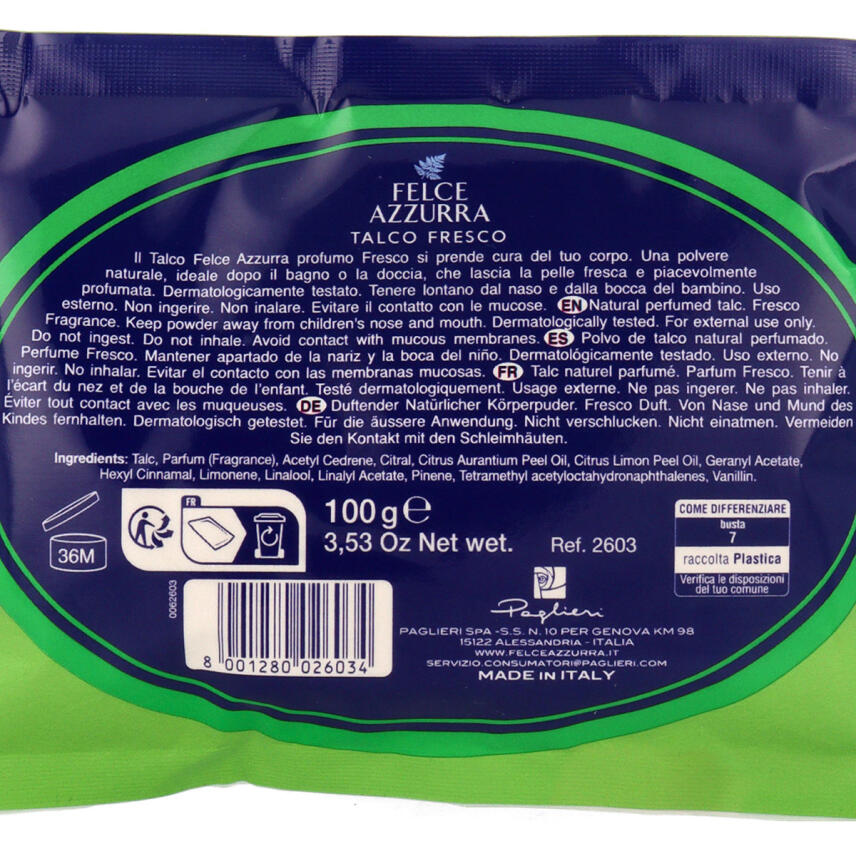 FELCE
AZZURRA
TALCO FRESCO
Il Talco Felce Azzurra profumo Fresco si prende cura del tuo corpo. Una polvere
naturale, ideale dopo il bagno o la doccia, che lascia la pelle fresca e piacevolmente
profumata. Dermatologicamente testato. Tenere lontano dal naso e dalla bocca del bambino. Uso
esterno. Non ingerire. Non inalare. Evitare il contatto con le mucose. EN Natural perfumed talc. Fresco
Fragrance. Keep powder away from children's nose and mouth. Dermatologically tested. For external use only.
Do not ingest. Do not inhale. Avoid contact with mucous membranes. ES Polvo de talco natural perfumado.
Perfume Fresco. Mantener apartado de la nariz y la boca del niño. Dermatológicamente testado. Uso externo. No
ingerir. No inhalar. Evitar el contacto con las membranas mucosas. FR Talc naturel parfumé. Parfum Fresco. Tenir à
l'écart du nez et de la bouche de l'enfant. Testé dermatologiquement. Usage externe. Ne pas ingerer. Ne pas inhaler.
Éviter tout contact avec les muqueuses. DE Duftender Natürlicher Körperpuder. Fresco Duft. Von Nase und Mund des
Kindes fernhalten. Dermatologisch getestet. Für die äussere Anwendung. Nicht verschlucken. Nicht einatmen. Vermeiden
Sie den Kontakt mit den Schleimhäuten.
Ingredients: Talc, Parfum (Fragrance), Acetyl Cedrene, Citral, Citrus Aurantium Peel Oil, Citrus Limon Peel Oil, Geranyl Acetate,
Hexyl Cinnamal, Limonene, Linalool, Linalyl Acetate, Pinene, Tetramethyl acetyloctahydronaphthalenes, Vanillin.
36M
FR
100 g ℮
3,53 Oz Net wet.
Ref. 2603
COME DIFFERENZIARE
busta
7
raccolta Plastica
Verifica le disposizioni
del tuo comune
0062603
8 001280 026034
Paglieri
PAGLIERI SPA -S.S. N. 10 PER GENOVA KM 98
15122 ALESSANDRIA - ITALIA
WWW.FELCEAZZURRA.IT
SERVIZIO.CONSUMATORI@PAGLIERI.COM
MADE IN ITALY